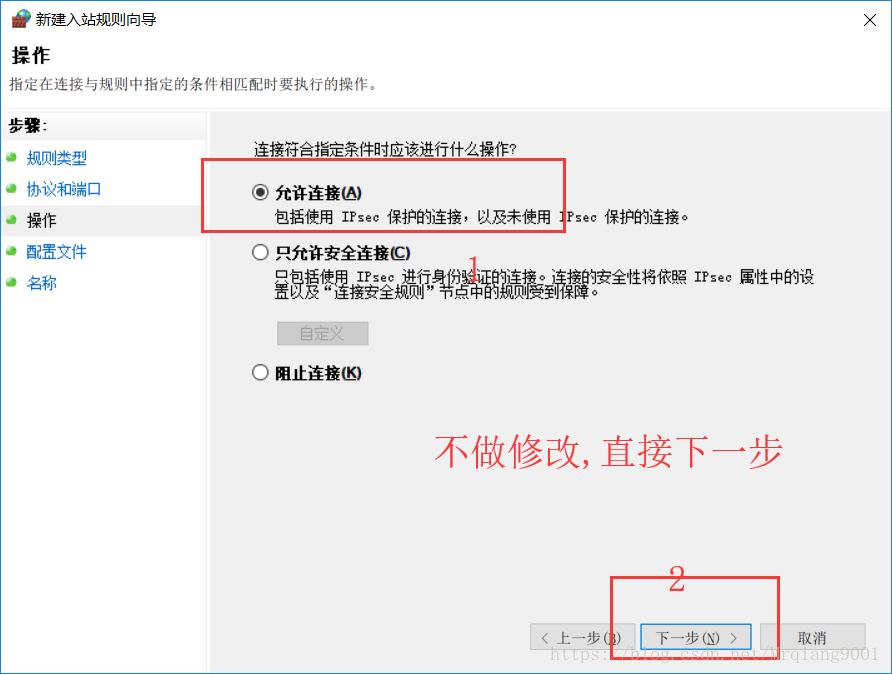 新建入站规则向导
操作
指定在连接与规则中指定的条件相匹配时要执行的操作。
步骤:
规则类型
协议和端口
操作
配置文件
名称
连接符合指定条件时应该进行什么操作?
允许连接(A)
包括使用 IPsec 保护的连接，以及未使用 IPsec 保护的连接。
只允许安全连接(C)
1
只包括使用 IPsec 进行身份验证的连接。连接的安全性将依照 IPsec 属性中的设
置以及“连接安全规则”节点中的规则受到保障。
自定义
阻止连接(K)
不做修改,直接下一步
2
< 上一步(B)
下一步(N) >
取消
https://blog.csdn.net/Mrqiang9001